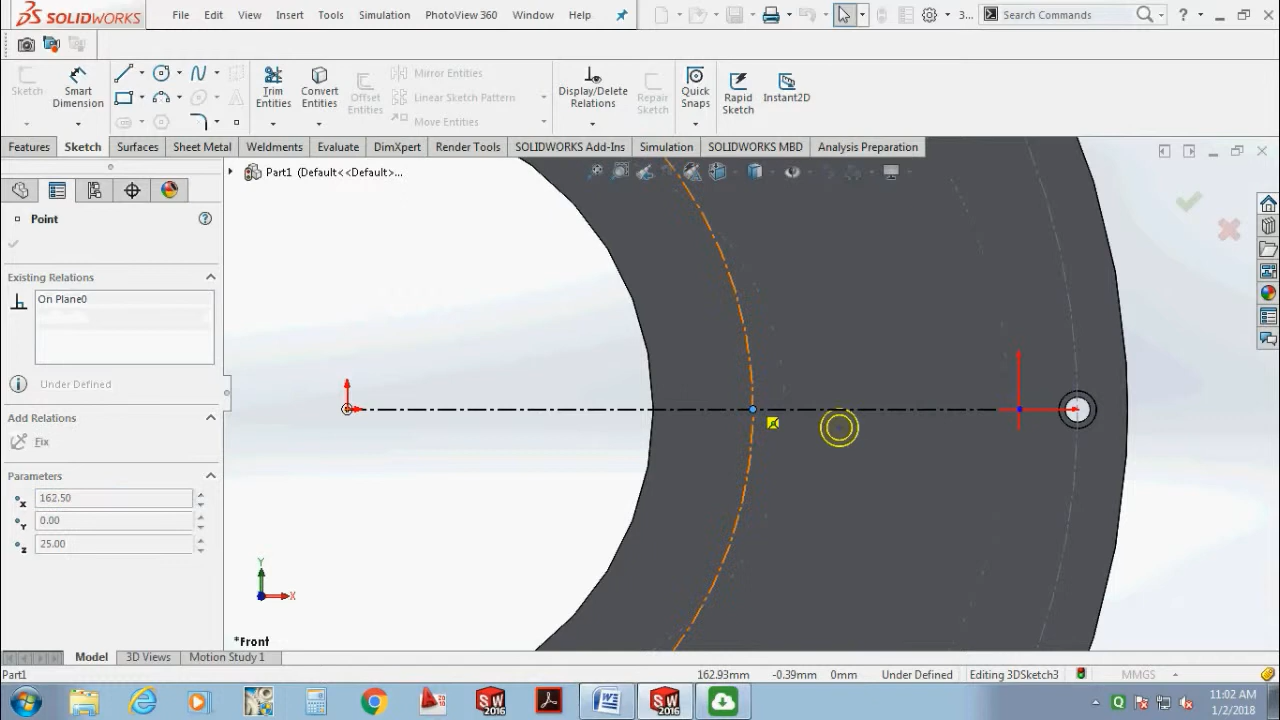 SOLIDWORKS File Edit View Insert Tools Simulation PhotoView 360 Window Help 3... Search Commands ?
Sketch Smart Dimension Trim Entities Convert Entities Offset Entities Mirror Entities Linear Sketch Pattern Move Entities Display/Delete Relations Repair Sketch Quick Snaps Rapid Sketch Instant2D
Features Sketch Surfaces Sheet Metal Weldments Evaluate DimXpert Render Tools SOLIDWORKS Add-Ins Simulation SOLIDWORKS MBD Analysis Preparation
Part1 (Default<<Default>...
Point
Existing Relations
On Plane0
Under Defined
Add Relations
Fix
Parameters
x 162.50
Y 0.00
z 25.00
Y
X
*Front
Model 3D Views Motion Study 1
Part1 162.93mm -0.39mm 0mm Under Defined Editing 3DSketch3 MMGS
SW 2016 W SW 2016 Q 11:02 AM
1/2/2018